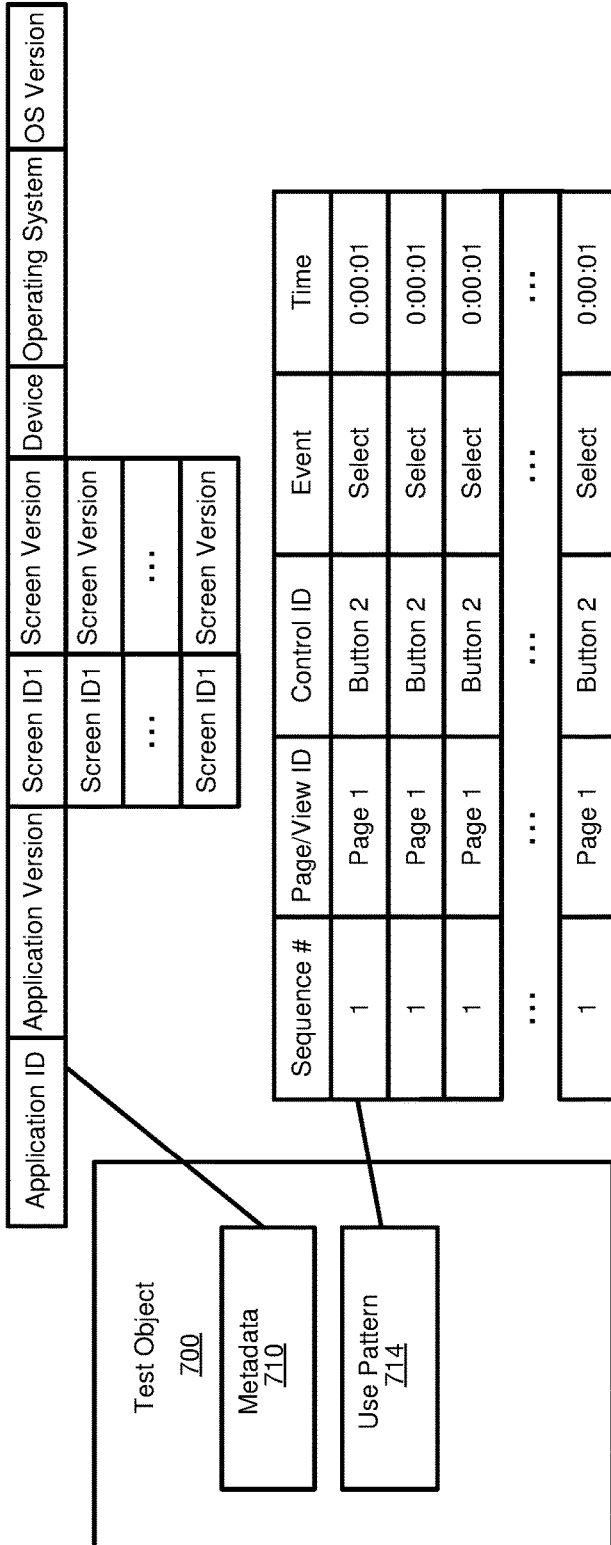 Application ID Application Version Screen ID1 Screen Version Device Operating System OS Version
Screen ID1 Screen Version
... ...
Screen ID1 Screen Version
Test Object
700
Metadata
710
Use Pattern
714
Sequence # Page/View ID Control ID Event Time
1 Page 1 Button 2 Select 0:00:01
1 Page 1 Button 2 Select 0:00:01
1 Page 1 Button 2 Select 0:00:01
... ... ... ... ...
1 Page 1 Button 2 Select 0:00:01